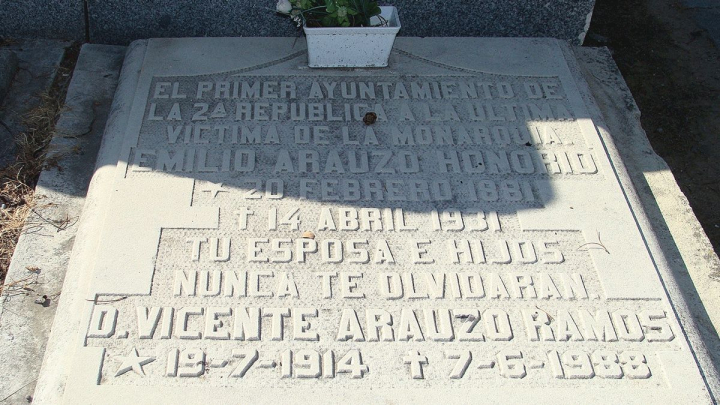 EL PRIMER AYUNTAMIENTO DE
LA 2ª REPUBLICA A LA ULTIMA
VICTIMA DE LA MONARQUIA.
EMILIO ARAUZO HONORIO
★ 20 FEBRERO 1881
✝ 14 ABRIL 1931
TU ESPOSA E HIJOS
NUNCA TE OLVIDARAN.
D. VICENTE ARAUZO RAMOS
★ 19-7-1914 ✝ 7-6-1988